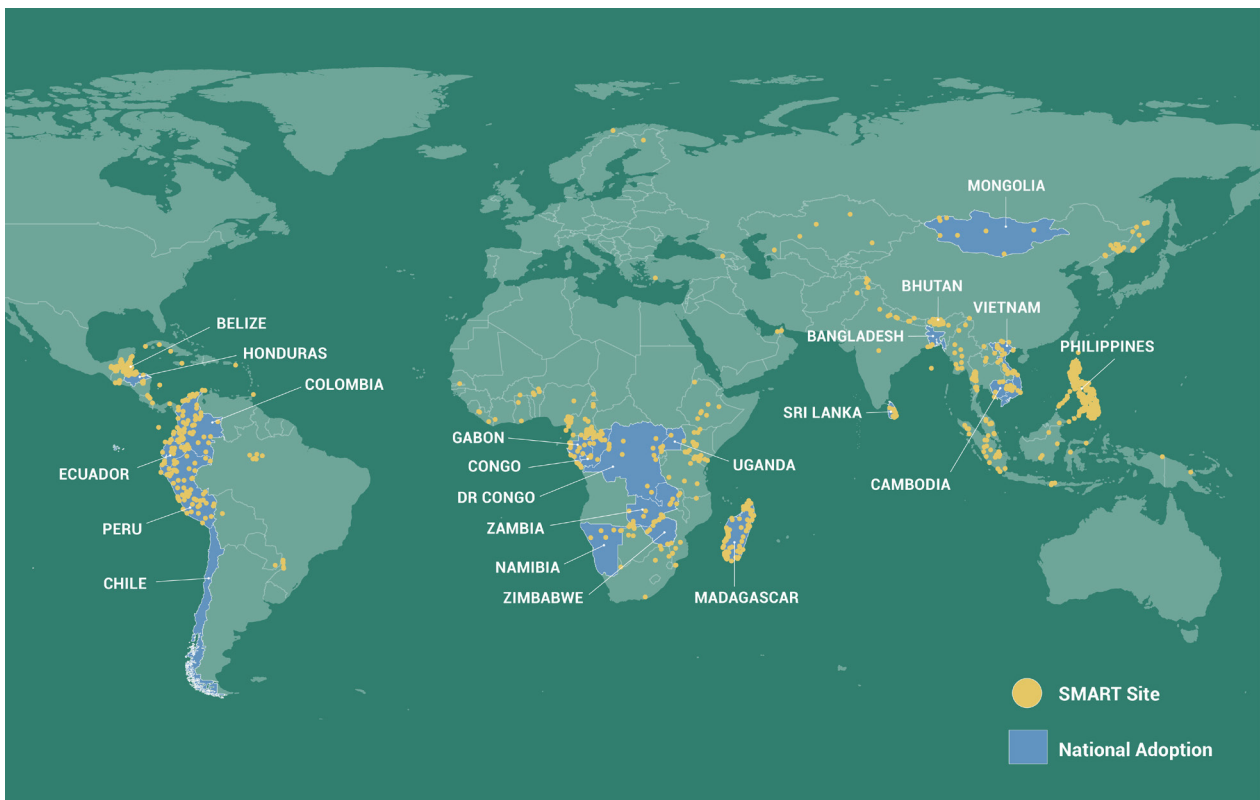 MONGOLIA
BHUTAN
VIETNAM
BELIZE
BANGLADESH
PHILIPPINES
HONDURAS
COLOMBIA
SRI LANKA
GABON
UGANDA
ECUADOR
CONGO
CAMBODIA
DR CONGO
PERU
ZAMBIA
NAMIBIA
CHILE
ZIMBABWE
MADAGASCAR
SMART Site
National Adoption